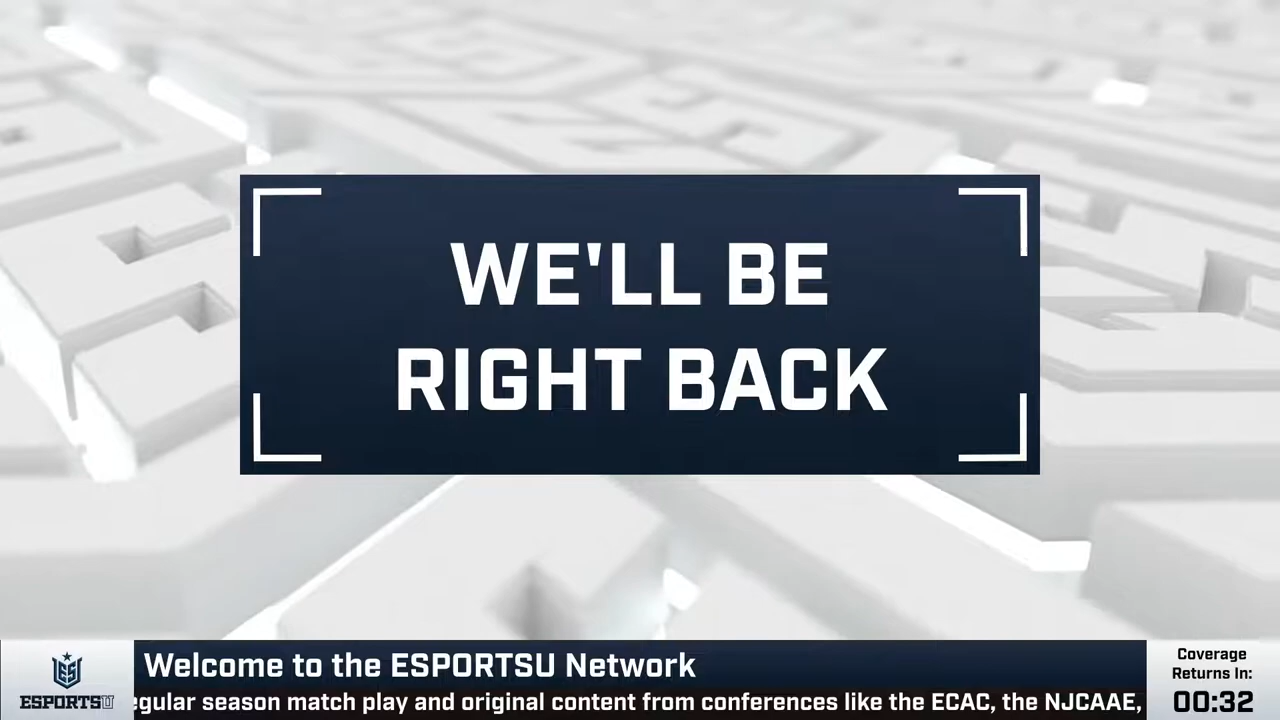 WE'LL BE
RIGHT BACK
Welcome to the ESPORTSU Network
ESPORTSU
egular season match play and original content from conferences like the ECAC, the NJCAAE,
Coverage
Returns In:
00:32